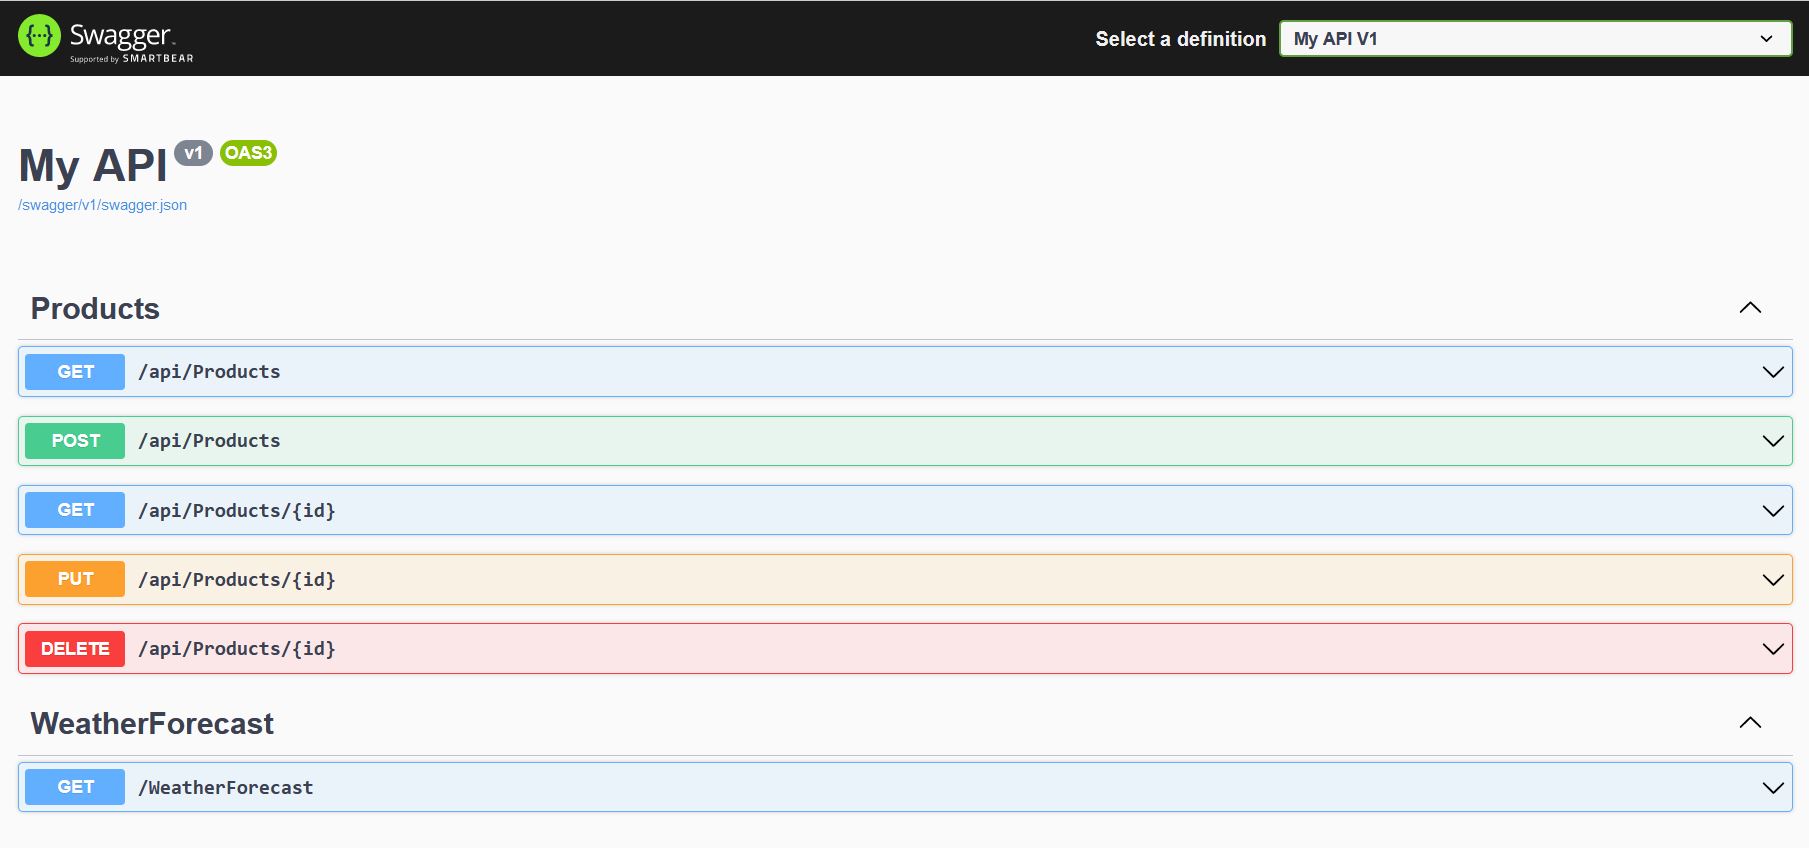 {···} Swagger™
Supported by SMARTBEAR
Select a definition
My API V1
My API v1 OAS3
/swagger/v1/swagger.json
Products
GET /api/Products
POST /api/Products
GET /api/Products/{id}
PUT /api/Products/{id}
DELETE /api/Products/{id}
WeatherForecast
GET /WeatherForecast